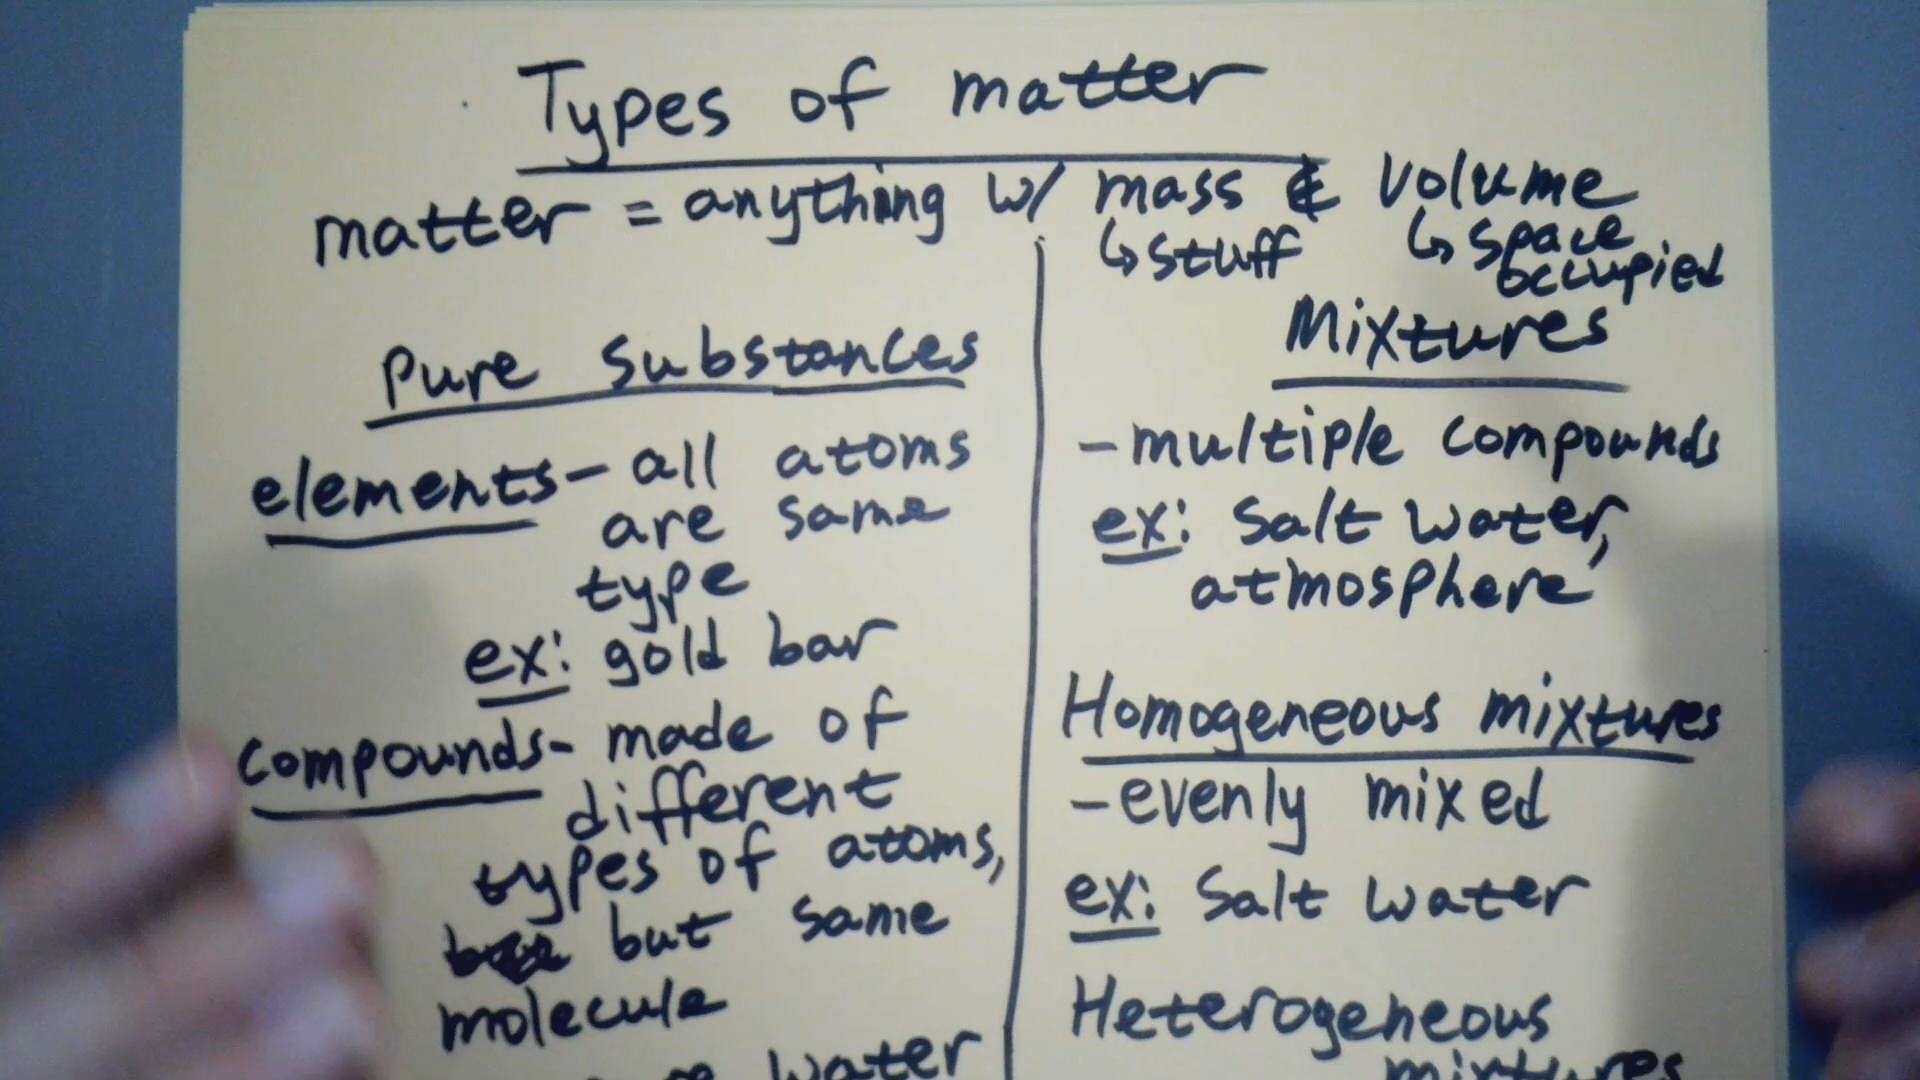 Types of matter
matter = anything w/ mass & volume
↳ stuff
↳ space
occupied
Pure Substances
elements - all atoms
are same
type
ex: gold bar
compounds - made of
different
types of atoms,
but same
molecule
water
Mixtures
- multiple compounds
ex: Salt water,
atmosphere
Homogeneous mixtures
- evenly mixed
ex: Salt water
Heterogeneous
mixtures